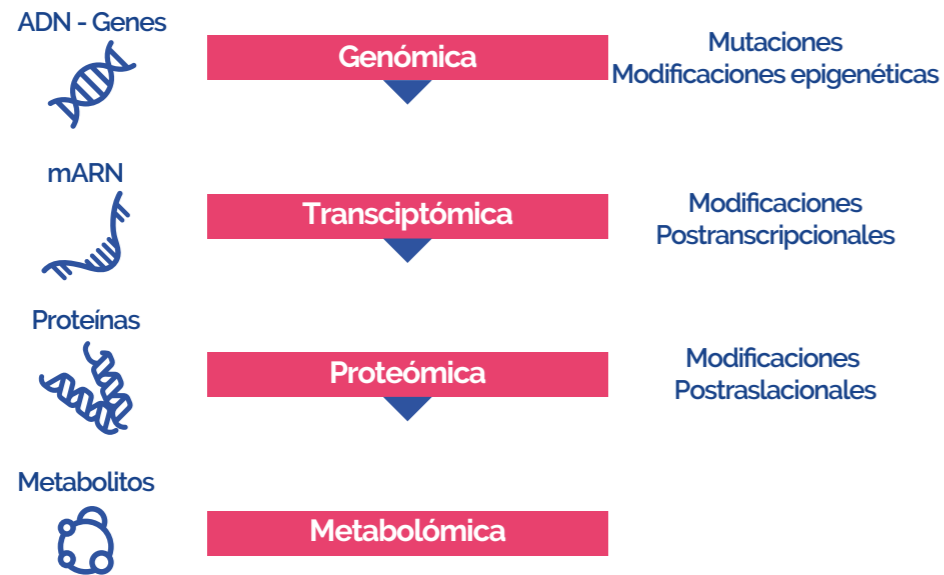 ADN - Genes
Genómica
Mutaciones
Modificaciones epigenéticas
mARN
Transciptómica
Modificaciones
Postranscripcionales
Proteínas
Proteómica
Modificaciones
Postraslacionales
Metabolitos
Metabolómica